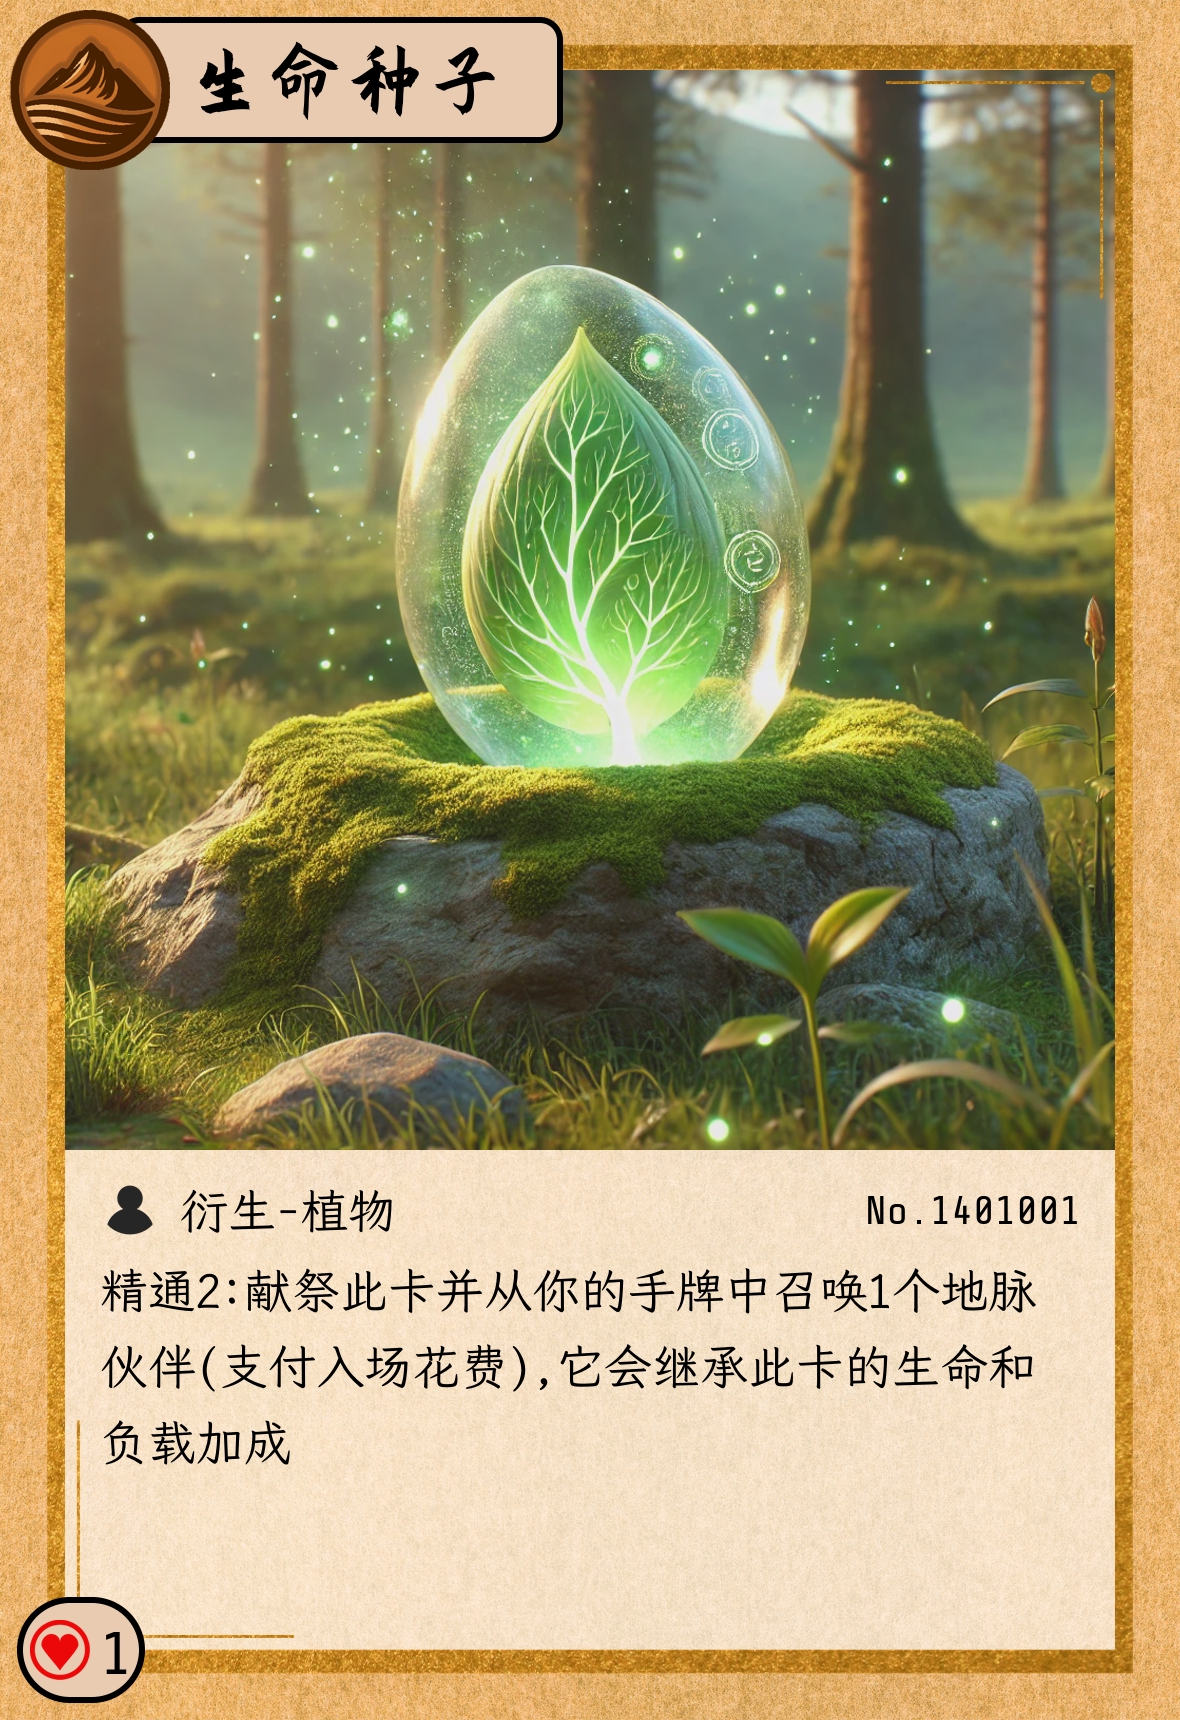 生命种子
衍生-植物
No.1401001
精通2:献祭此卡并从你的手牌中召唤1个地脉
伙伴(支付入场花费),它会继承此卡的生命和
负载加成
1